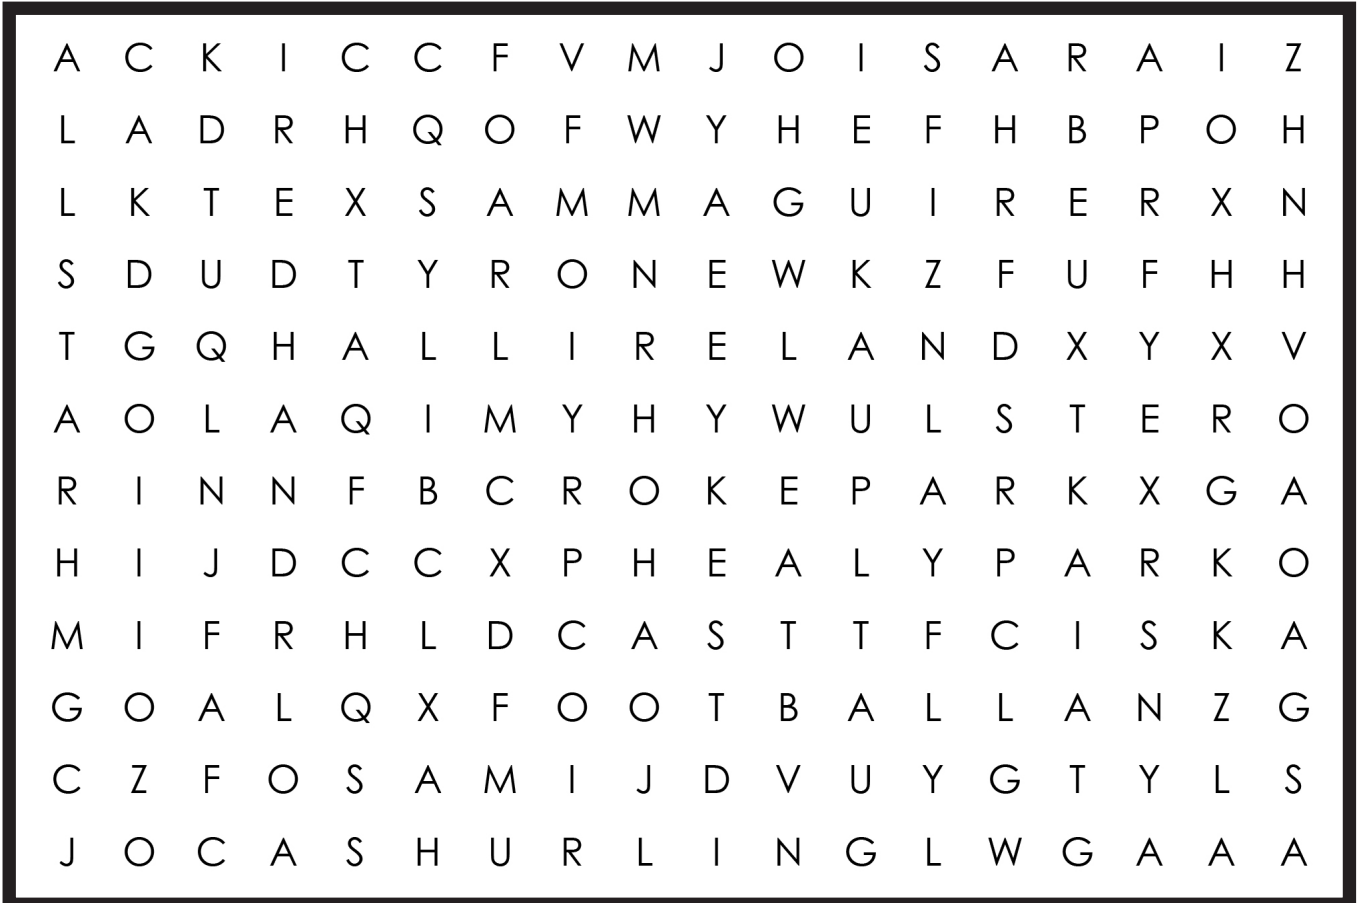 A C K I C C F V M J O I S A R A I Z
L A D R H Q O F W Y H E F H B P O H
L K T E X S A M M A G U I R E R X N
S D U D T Y R O N E W K Z F U F H H
T G Q H A L L I R E L A N D X Y X V
A O L A Q I M Y H Y W U L S T E R O
R I N N F B C R O K E P A R K X G A
H I J D C C X P H E A L Y P A R K O
M I F R H L D C A S T T F C I S K A
G O A L Q X F O O T B A L L A N Z G
C Z F O S A M I J D V U Y G T Y L S
J O C A S H U R L I N G L W G A A A